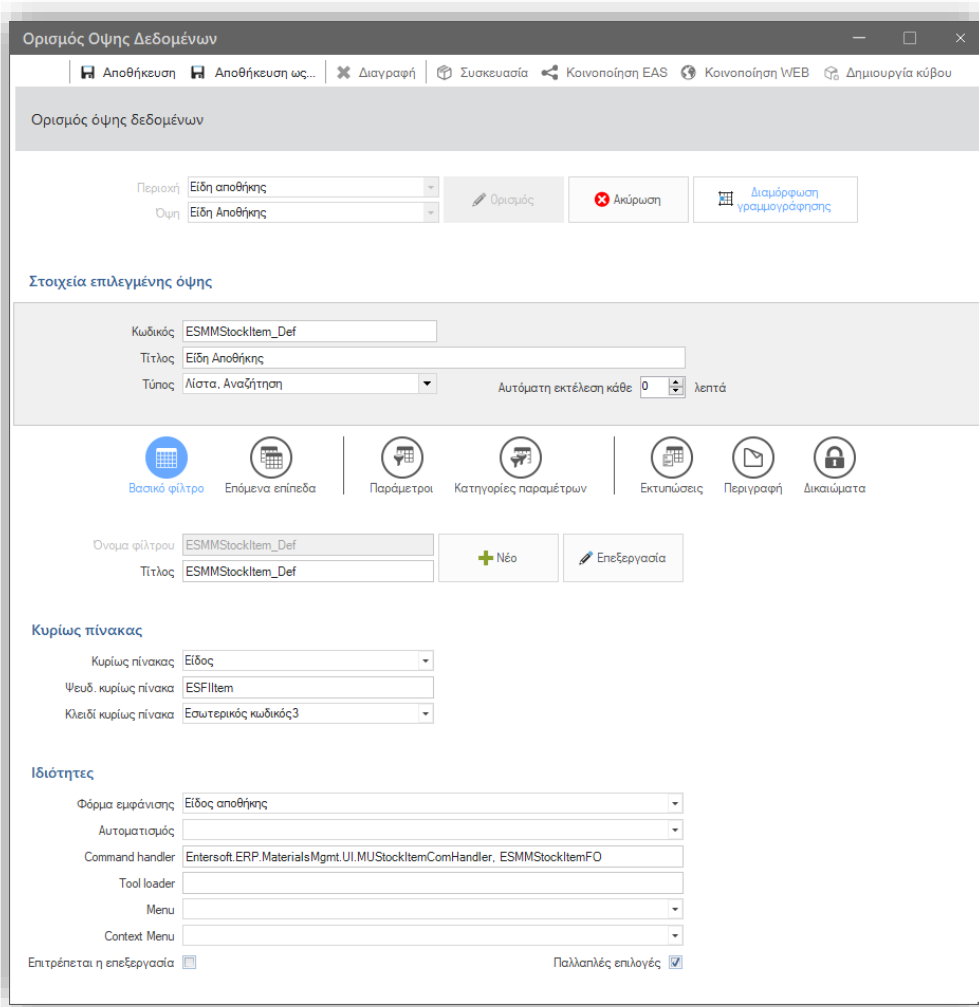 Ορισμός Οψης Δεδομένων
Αποθήκευση Αποθήκευση ως... Διαγραφή Συσκευασία Κοινοποίηση EAS Κοινοποίηση WEB Δημιουργία κύβου
Ορισμός όψης δεδομένων
Περιοχή Είδη αποθήκης
Όψη Είδη Αποθήκης
Ορισμός Ακύρωση Διαμόρφωση
γραμμογράφησης
Στοιχεία επιλεγμένης όψης
Κωδικός ESMMStockItem_Def
Τίτλος Είδη Αποθήκης
Τύπος Λίστα, Αναζήτηση Αυτόματη εκτέλεση κάθε 0 λεπτά
Βασικό φίλτρο Επόμενα επίπεδα Παράμετροι Κατηγορίες παραμέτρων Εκτυπώσεις Περιγραφή Δικαιώματα
Όνομα φίλτρου ESMMStockItem_Def
Τίτλος ESMMStockItem_Def
Νέο Επεξεργασία
Κυρίως πίνακας
Κυρίως πίνακας Είδος
Ψευδ. κυρίως πίνακα ESFIItem
Κλειδί κυρίως πίνακα Εσωτερικός κωδικός3
Ιδιότητες
Φόρμα εμφάνισης Είδος αποθήκης
Αυτοματισμός
Command handler Entersoft.ERP.MaterialsMgmt.UI.MUStockItemComHandler, ESMMStockItemFO
Tool loader
Menu
Context Menu
Επιτρέπεται η επεξεργασία Παλλαπλές επιλογές